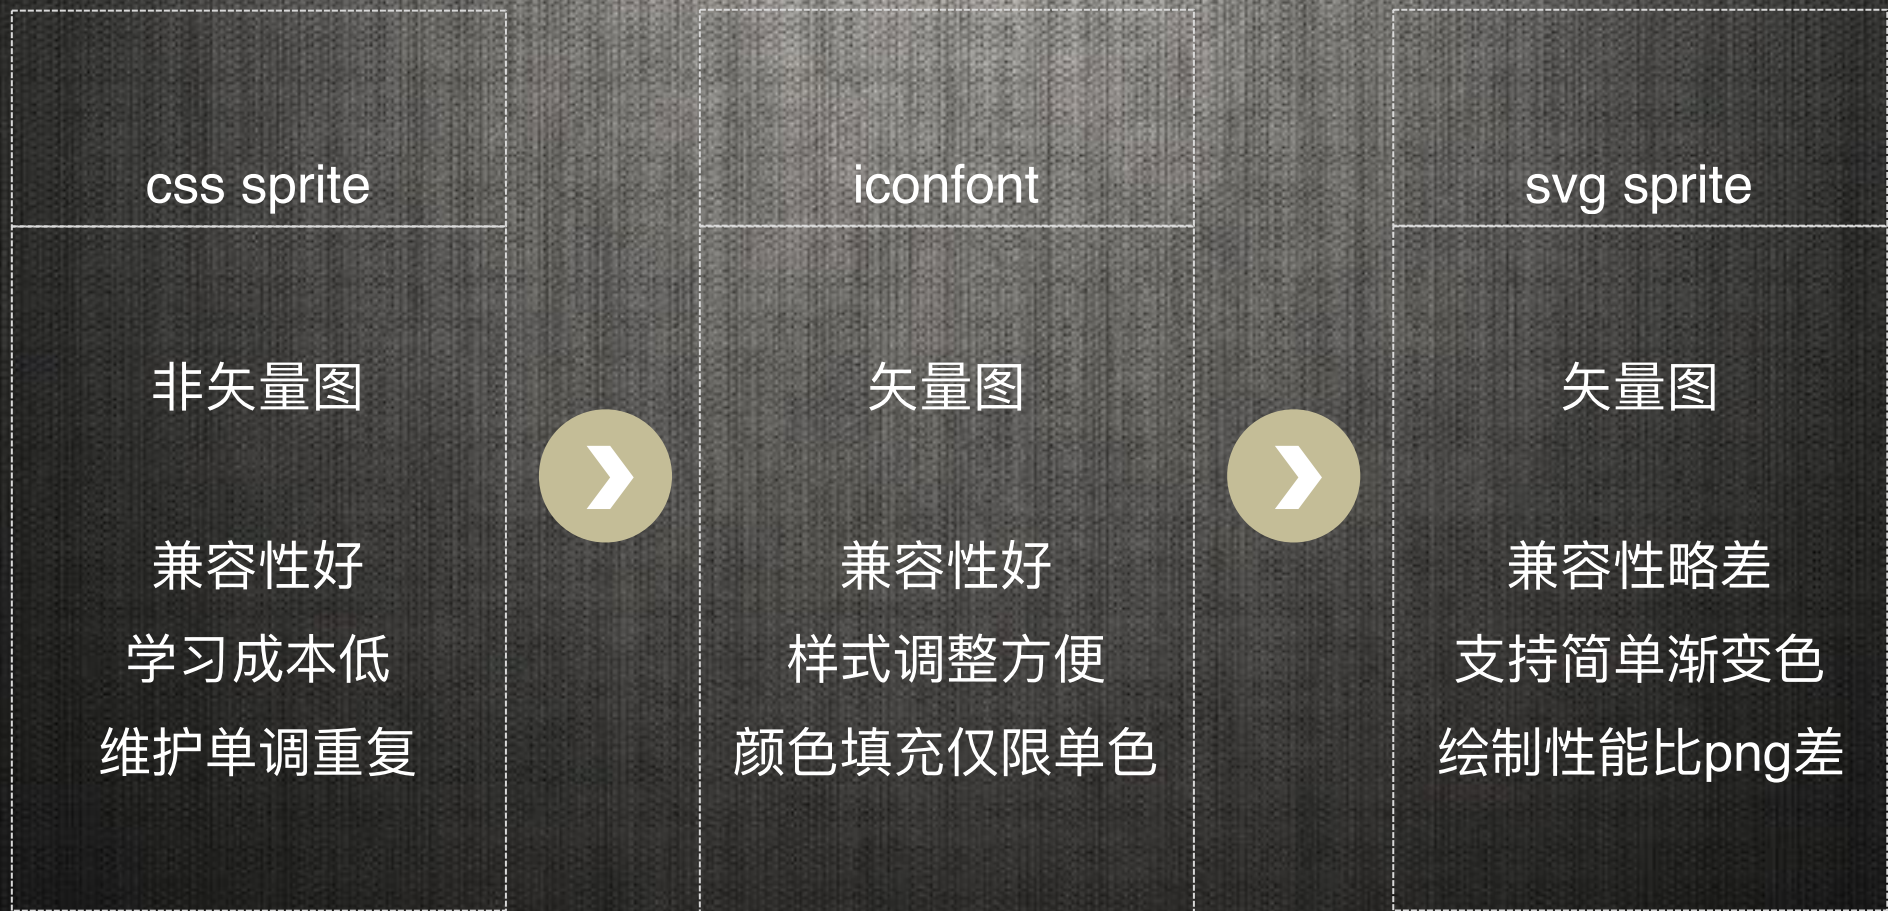 css sprite
非矢量图
兼容性好
学习成本低
维护单调重复
iconfont
矢量图
兼容性好
样式调整方便
颜色填充仅限单色
svg sprite
矢量图
兼容性略差
支持简单渐变色
绘制性能比png差